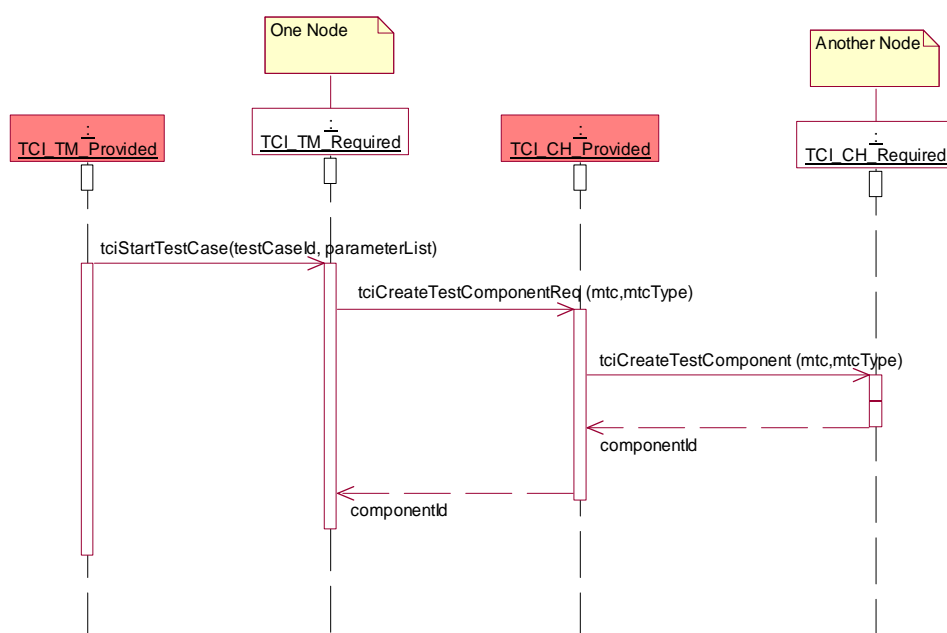 One Node
Another Node
:
TCI_TM_Provided
:
TCI_TM_Required
:
TCI_CH_Provided
:
TCI_CH_Required
tciStartTestCase(testCaseId, parameterList)
tciCreateTestComponentReq (mtc,mtcType)
tciCreateTestComponent (mtc,mtcType)
componentId
componentId